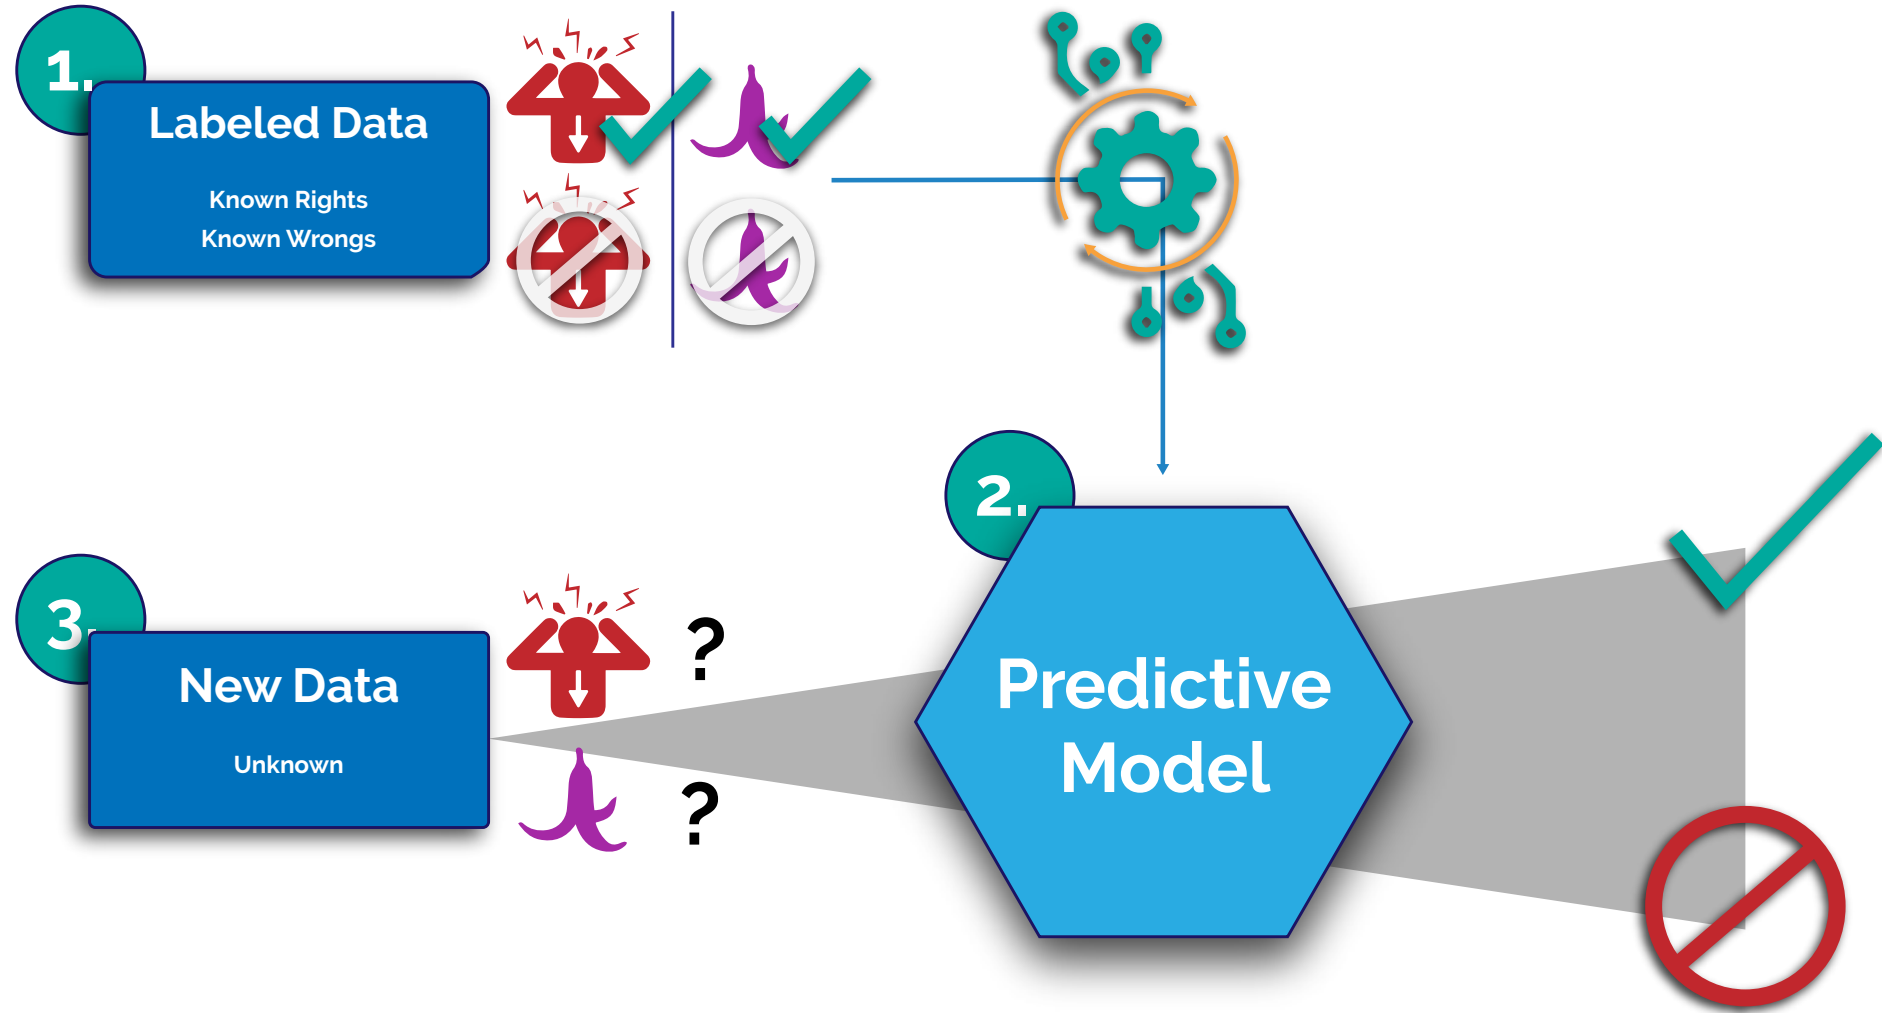 1.
Labeled Data
Known Rights
Known Wrongs
2.
Predictive
Model
3.
New Data
Unknown
?
?